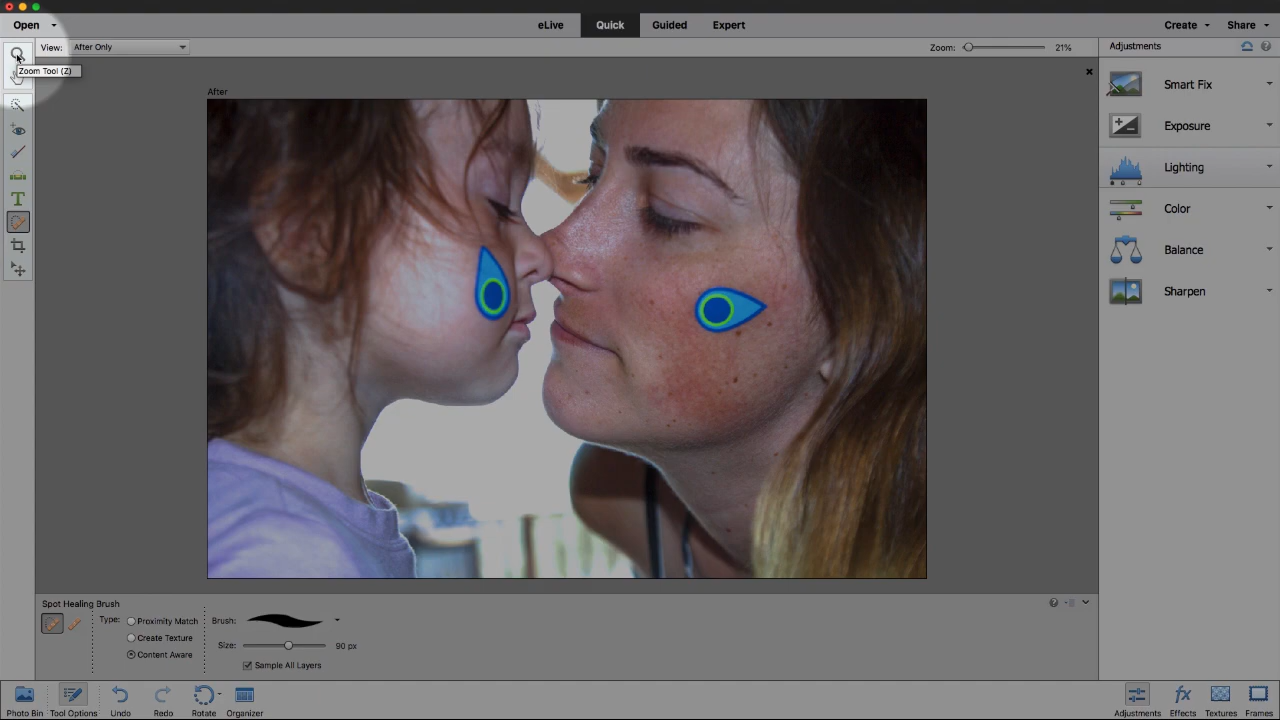 Open
eLive
Quick
Guided
Expert
Create
Share
View:
After Only
Zoom:
21%
Adjustments
Zoom Tool (Z)
After
Smart Fix
Exposure
Lighting
Color
Balance
Sharpen
T
Spot Healing Brush
Type:
Proximity Match
Create Texture
Content Aware
Brush:
Size:
90 px
Sample All Layers
Photo Bin
Tool Options
Undo
Redo
Rotate
Organizer
fx
Adjustments
Effects
Textures
Frames